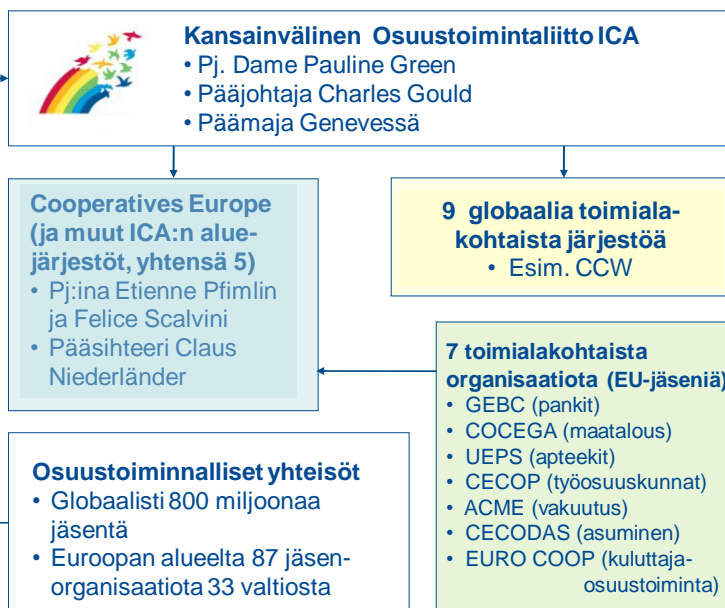 Kansainvälinen Osuustoimintaliitto ICA
• Pj. Dame Pauline Green
• Pääjohtaja Charles Gould
• Päämaja Genevessä
Cooperatives Europe
(ja muut ICA:n alue-
järjestöt, yhtensä 5)
• Pj:ina Etienne Pfimlin
ja Felice Scalvini
• Pääsihteeri Claus
Niederländer
9 globaalia toimiala-
kohtaista järjestöä
• Esim. CCW
7 toimialakohtaista
organisaatiota (EU-jäseniä)
• GEBC (pankit)
• COCEGA (maatalous)
• UEPS (apteekit)
• CECOP (työosuuskunnat)
• ACME (vakuutus)
• CECODAS (asuminen)
• EURO COOP (kuluttaja-
osuustoiminta)
Osuustoiminnalliset yhteisöt
• Globaalisti 800 miljoonaa
jäsentä
• Euroopan alueelta 87 jäsen-
organisaatiota 33 valtiosta